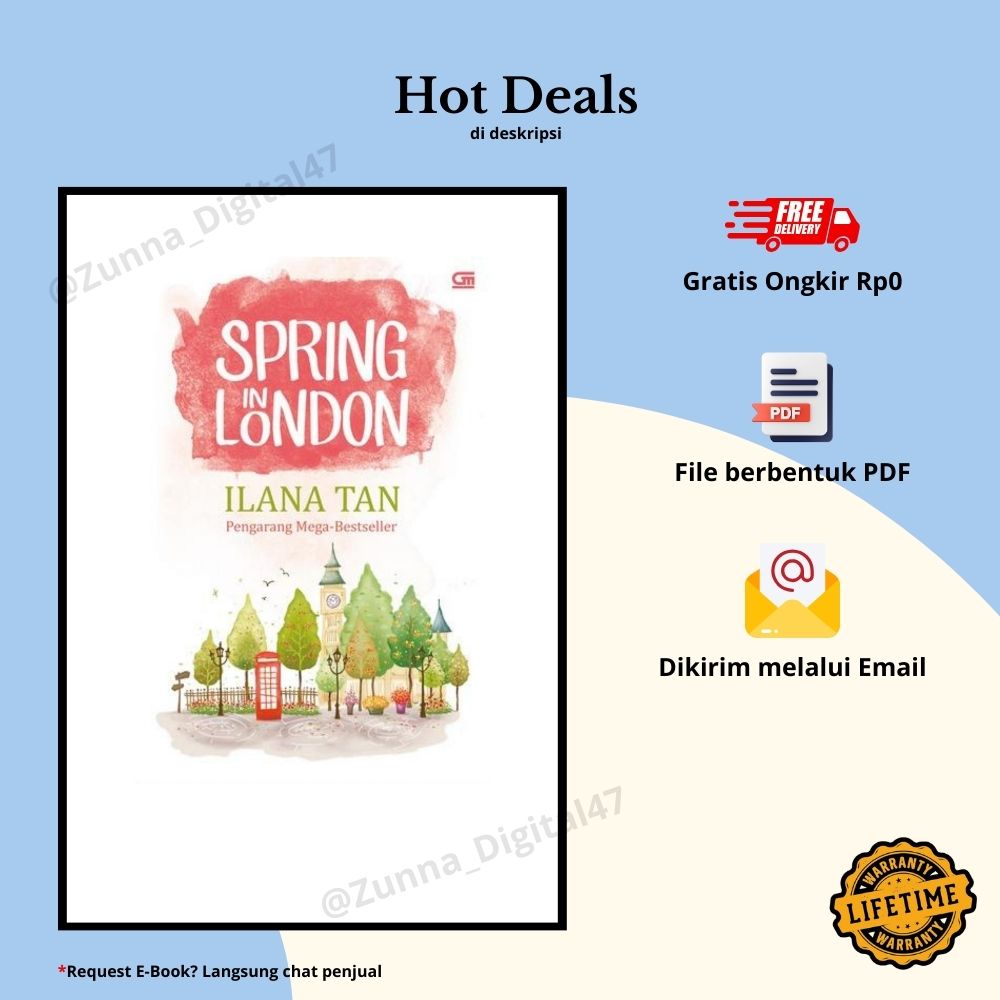 Hot Deals
di deskripsi
@Zunna_Digital47
GM
SPRING
IN
LONDON
ILANA TAN
Pengarang Mega-Bestseller
FREE
DELIVERY
Gratis Ongkir Rp0
PDF
File berbentuk PDF
@
Dikirim melalui Email
@Zunna_Digital47
WARRANTY
LIFETIME
WARRANTY
*Request E-Book? Langsung chat penjual